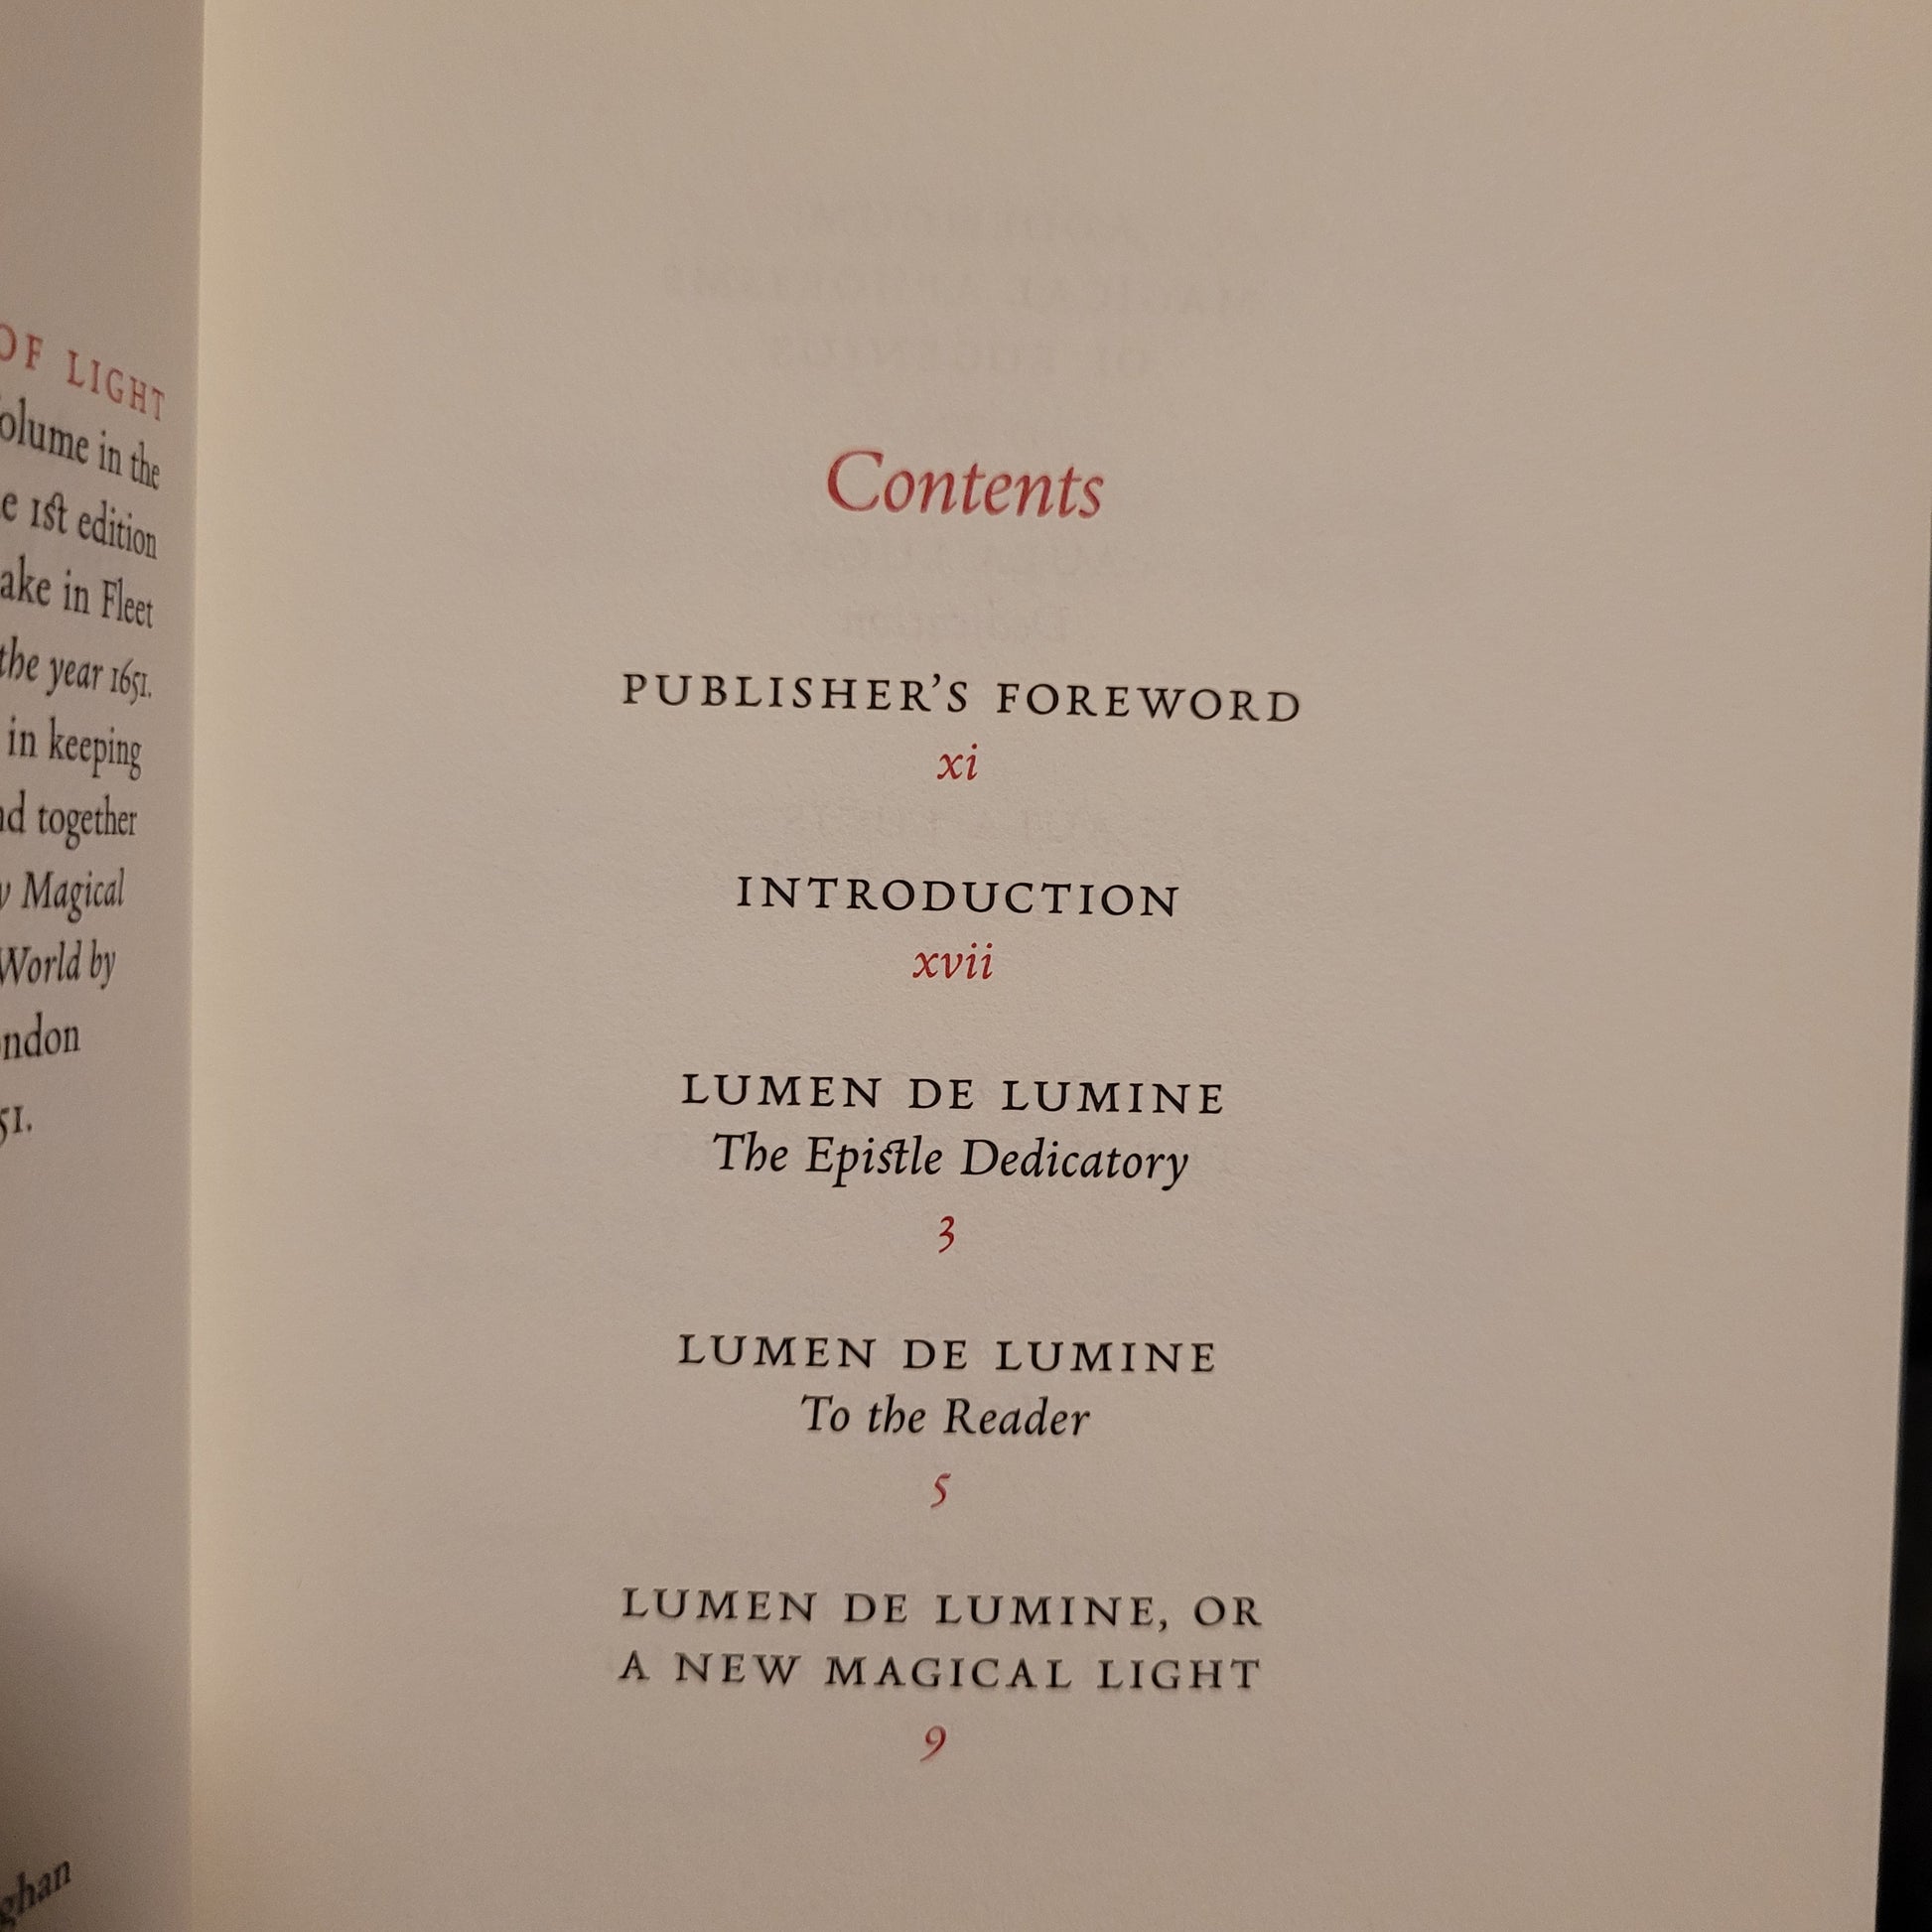 OF LIGHT
olume in the
e 1st edition
ake in Fleet
the year 1651.
in keeping
nd together
Magical
World by
ondon
51.
ghan
Contents
PUBLISHER’S FOREWORD
xi
INTRODUCTION
xvii
LUMEN DE LUMINE
The Epistle Dedicatory
3
LUMEN DE LUMINE
To the Reader
5
LUMEN DE LUMINE, OR
A NEW MAGICAL LIGHT
9